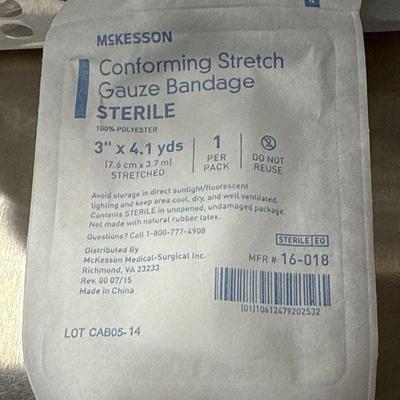 McKESSON
Conforming Stretch
Gauze Bandage
STERILE
100% POLYESTER
3" x 4.1 yds
(7.6 cm x 3.7 m)
STRETCHED
1
PER
PACK
DO NOT
REUSE
Avoid storage in direct sunlight/fluorescent
lighting and keep area cool, dry, and well ventilated.
Contents STERILE in unopened, undamaged package.
Not made with natural rubber latex.
Questions? Call 1-800-777-4908
Distributed By
McKesson Medical-Surgical Inc.
Richmond, VA 23233
Rev. 00 07/15
Made in China
STERILE EO
MFR # 16-018
(01)10612479202532
LOT CAB05-14